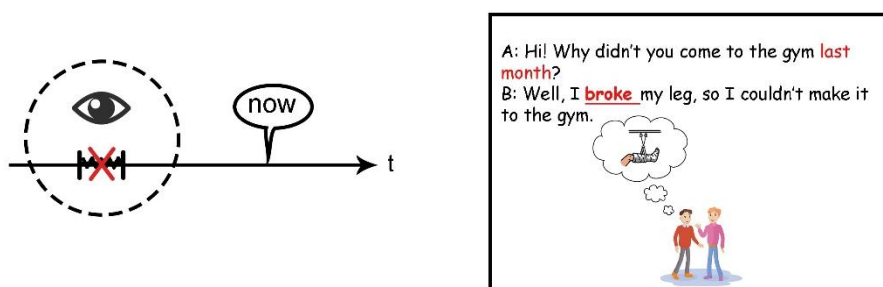 now
t
A: Hi! Why didn't you come to the gym last
month?
B: Well, I broke my leg, so I couldn't make it
to the gym.